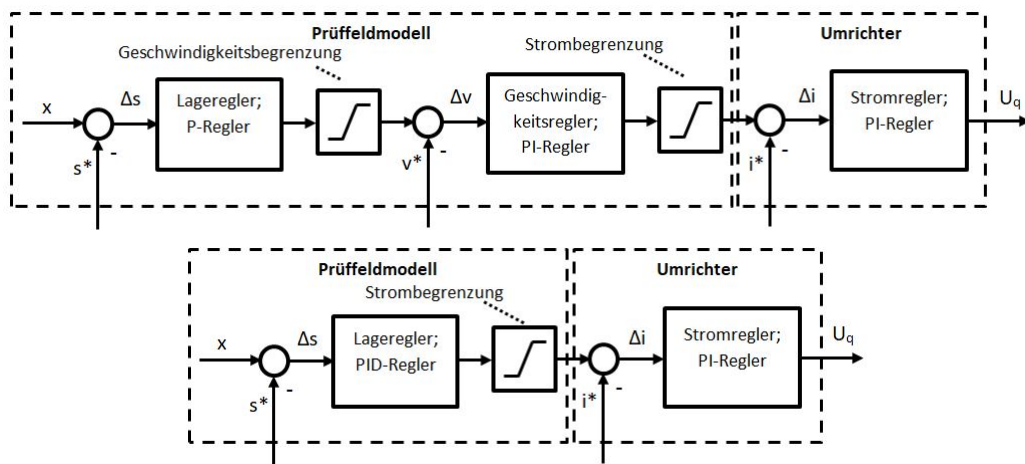 Prüffeldmodell
Umrichter
Geschwindigkeitsbegrenzung
Strombegrenzung
x
Δs
Lageregler;
P-Regler
Δv
Geschwindig-
keitsregler;
PI-Regler
Δi
Stromregler;
PI-Regler
Uq
-
s*
-
v*
-
i*
Prüffeldmodell
Umrichter
Strombegrenzung
x
Δs
Lageregler;
PID-Regler
Δi
Stromregler;
PI-Regler
Uq
-
s*
-
i*